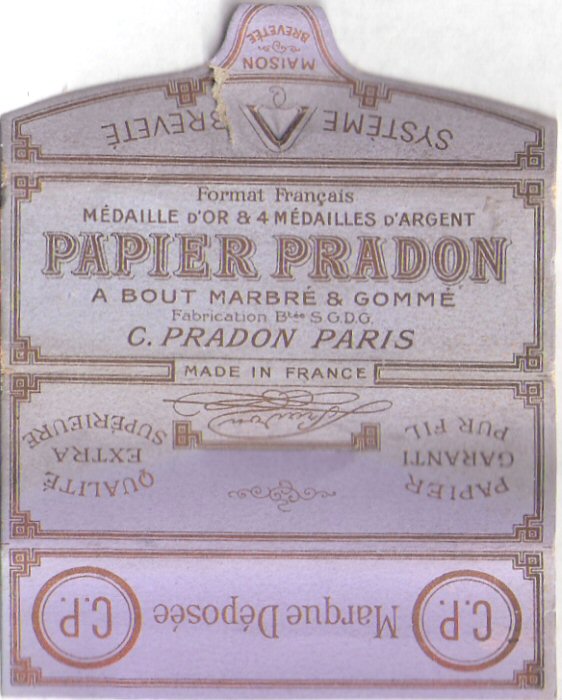 MAISON
BREVETÉE
SYSTÈME BREVETÉ
Format Français
MÉDAILLE D'OR & 4 MÉDAILLES D'ARGENT
PAPIER PRADON
A BOUT MARBRÉ & GOMMÉ
Fabrication Btée S.G.D.G.
C. PRADON PARIS
MADE IN FRANCE
Pradon
PAPIER
GARANTI
PUR FIL
QUALITÉ
EXTRA
SUPÉRIEURE
C.P.
Marque Déposée
C.P.